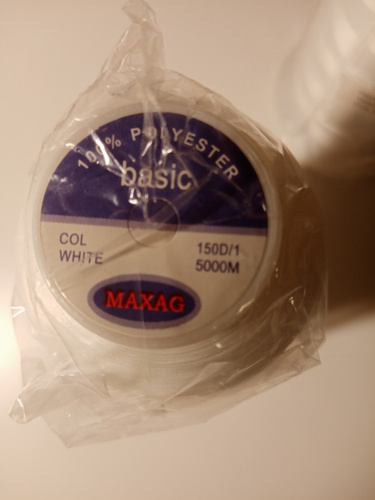 100% POLYESTER
basic
COL
WHITE
150D/1
5000M
MAXAG